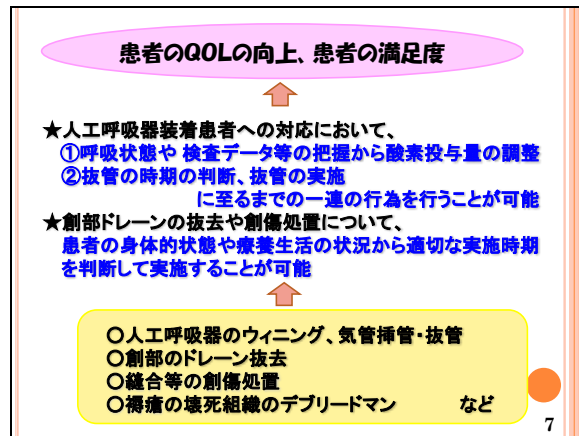 患者のQOLの向上、患者の満足度
★人工呼吸器装着患者への対応において、
①呼吸状態や 検査データ等の把握から酸素投与量の調整
②抜管の時期の判断、抜管の実施
に至るまでの一連の行為を行うことが可能
★創部ドレーンの抜去や創傷処置について、
患者の身体的状態や療養生活の状況から適切な実施時期
を判断して実施することが可能
○人工呼吸器のウィニング、気管挿管・抜管
○創部のドレーン抜去
○縫合等の創傷処置
○褥瘡の壊死組織のデブリードマン など
7